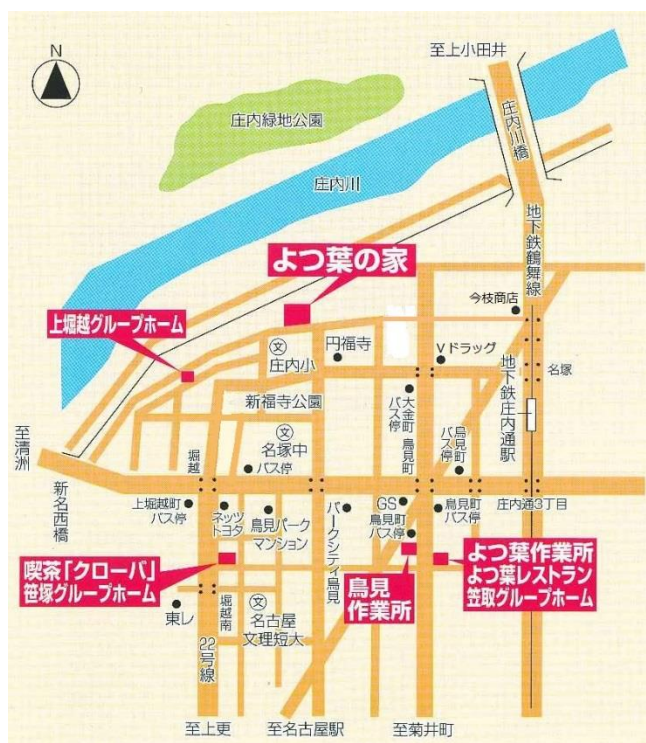 N
至上小田井
庄内緑地公園
庄内川橋
庄内川
地下鉄鶴舞線
よつ葉の家
今枝商店
上堀越グループホーム
円福寺
Vドラッグ
文
庄内小
名塚
地下鉄庄内通駅
新福寺公園
大金町
バス停
鳥見町
鳥見町
バス停
文
名塚中
バス停
至清洲
堀越
新名西橋
上堀越町
バス停
ネッツ
トヨタ
鳥見パーク
マンション
パークシティ鳥見
GS
鳥見町
バス停
鳥見町
バス停
庄内通3丁目
喫茶「クローバ」
笹塚グループホーム
鳥見
作業所
よつ葉作業所
よつ葉レストラン
笠取グループホーム
東レ
堀越南
文
名古屋
文理短大
22号線
至上更
至名古屋駅
至菊井町